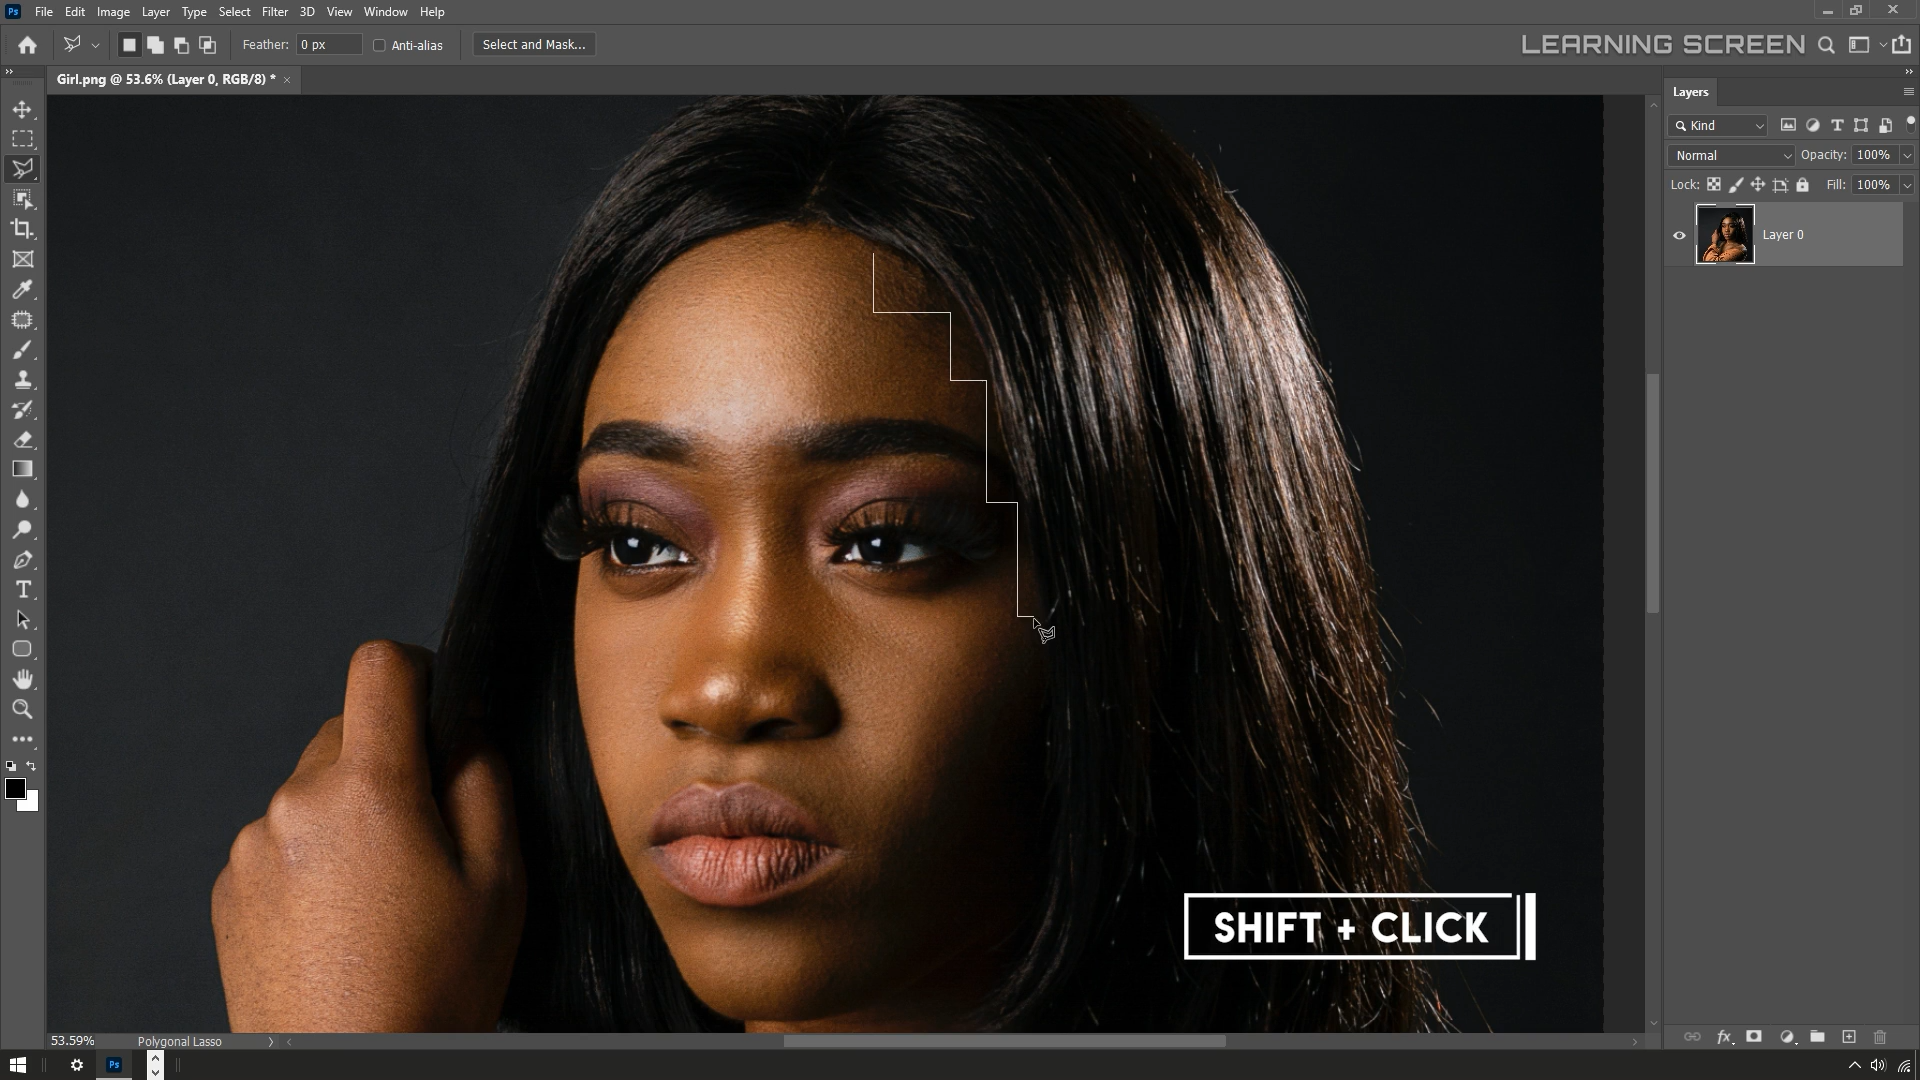 Ps File Edit Image Layer Type Select Filter 3D View Window Help
Feather: 0 px Anti-alias Select and Mask...
LEARNING SCREEN
Girl.png @ 53.6% (Layer 0, RGB/8) *
Layers
Kind
Normal Opacity: 100%
Lock: Fill: 100%
Layer 0
SHIFT + CLICK
53.59% Polygonal Lasso
Ps